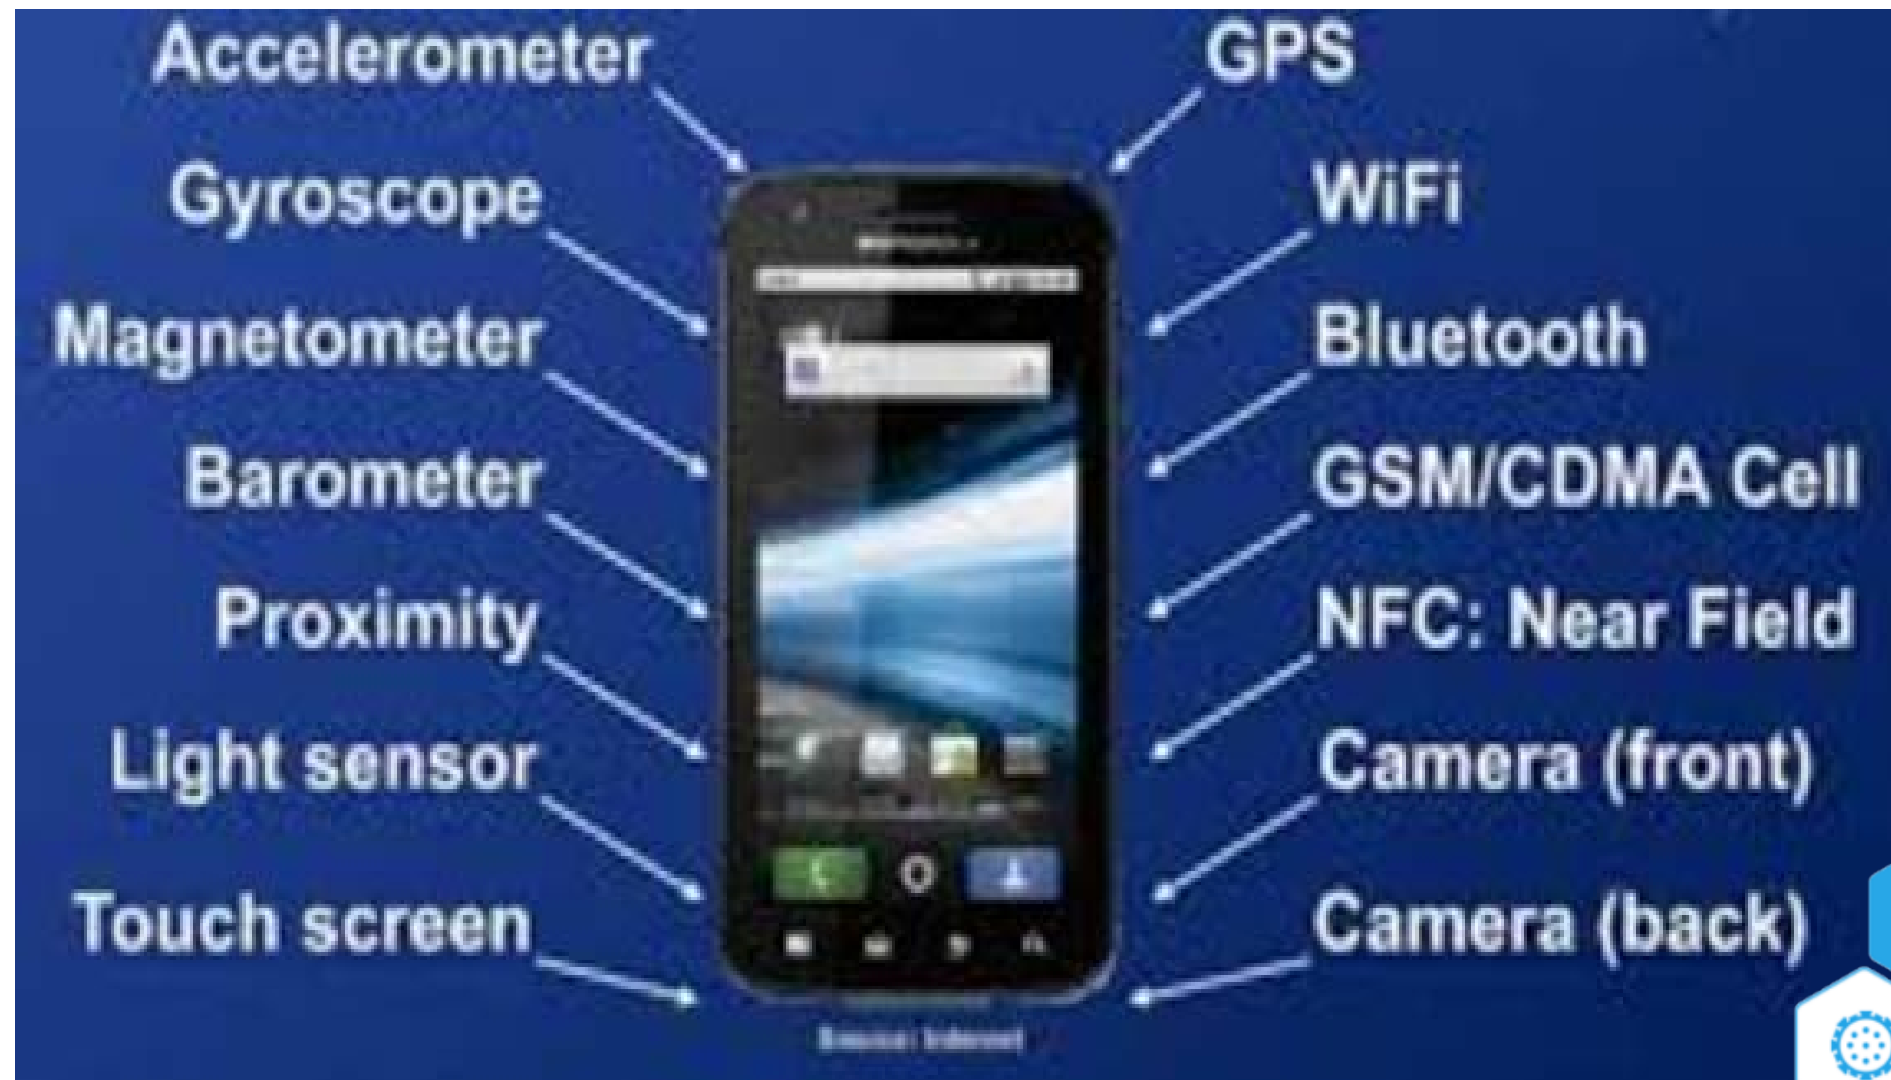 Accelerometer
GPS
Gyroscope
WiFi
Magnetometer
Bluetooth
Barometer
GSM/CDMA Cell
Proximity
NFC: Near Field
Light sensor
Camera (front)
Touch screen
Camera (back)
Internet